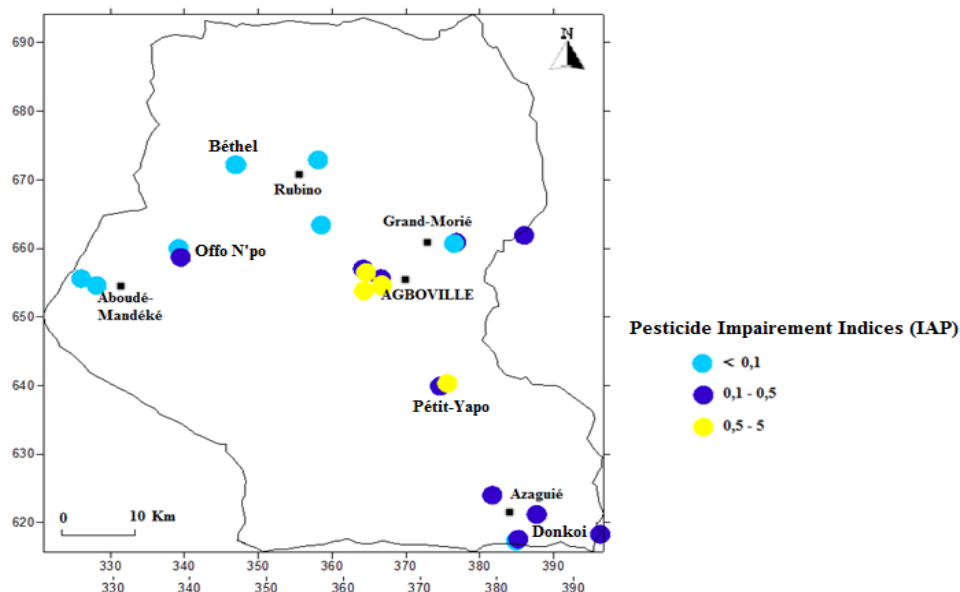 690
N
680
Béthel
670
Rubino
Grand-Morié
660
Offo N'po
AGBOVILLE
Aboudé-
Mandéké
650
Pesticide Impairement Indices (IAP)
< 0,1
0,1 - 0,5
0,5 - 5
640
Pétit-Yapo
630
Azaguié
620
0 10 Km
Donkoi
330 340 350 360 370 380 390
340 350 360 370 380 390